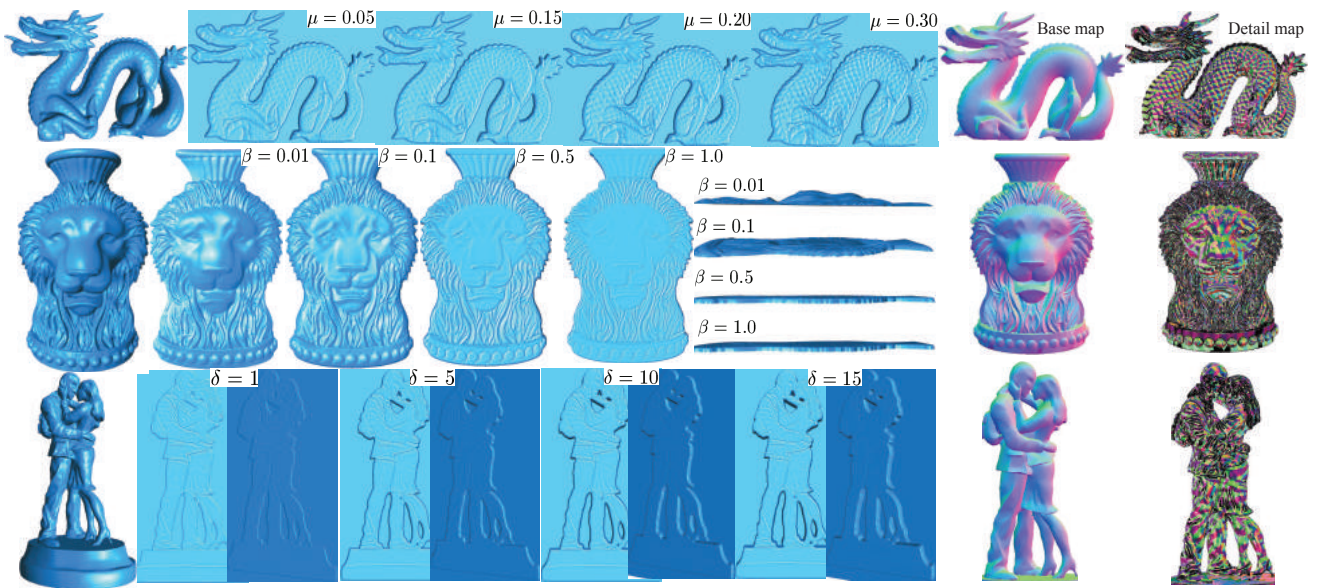 μ = 0.05
μ = 0.15
μ = 0.20
μ = 0.30
Base map
Detail map
β = 0.01
β = 0.1
β = 0.5
β = 1.0
β = 0.01
β = 0.1
β = 0.5
β = 1.0
δ = 1
δ = 5
δ = 10
δ = 15